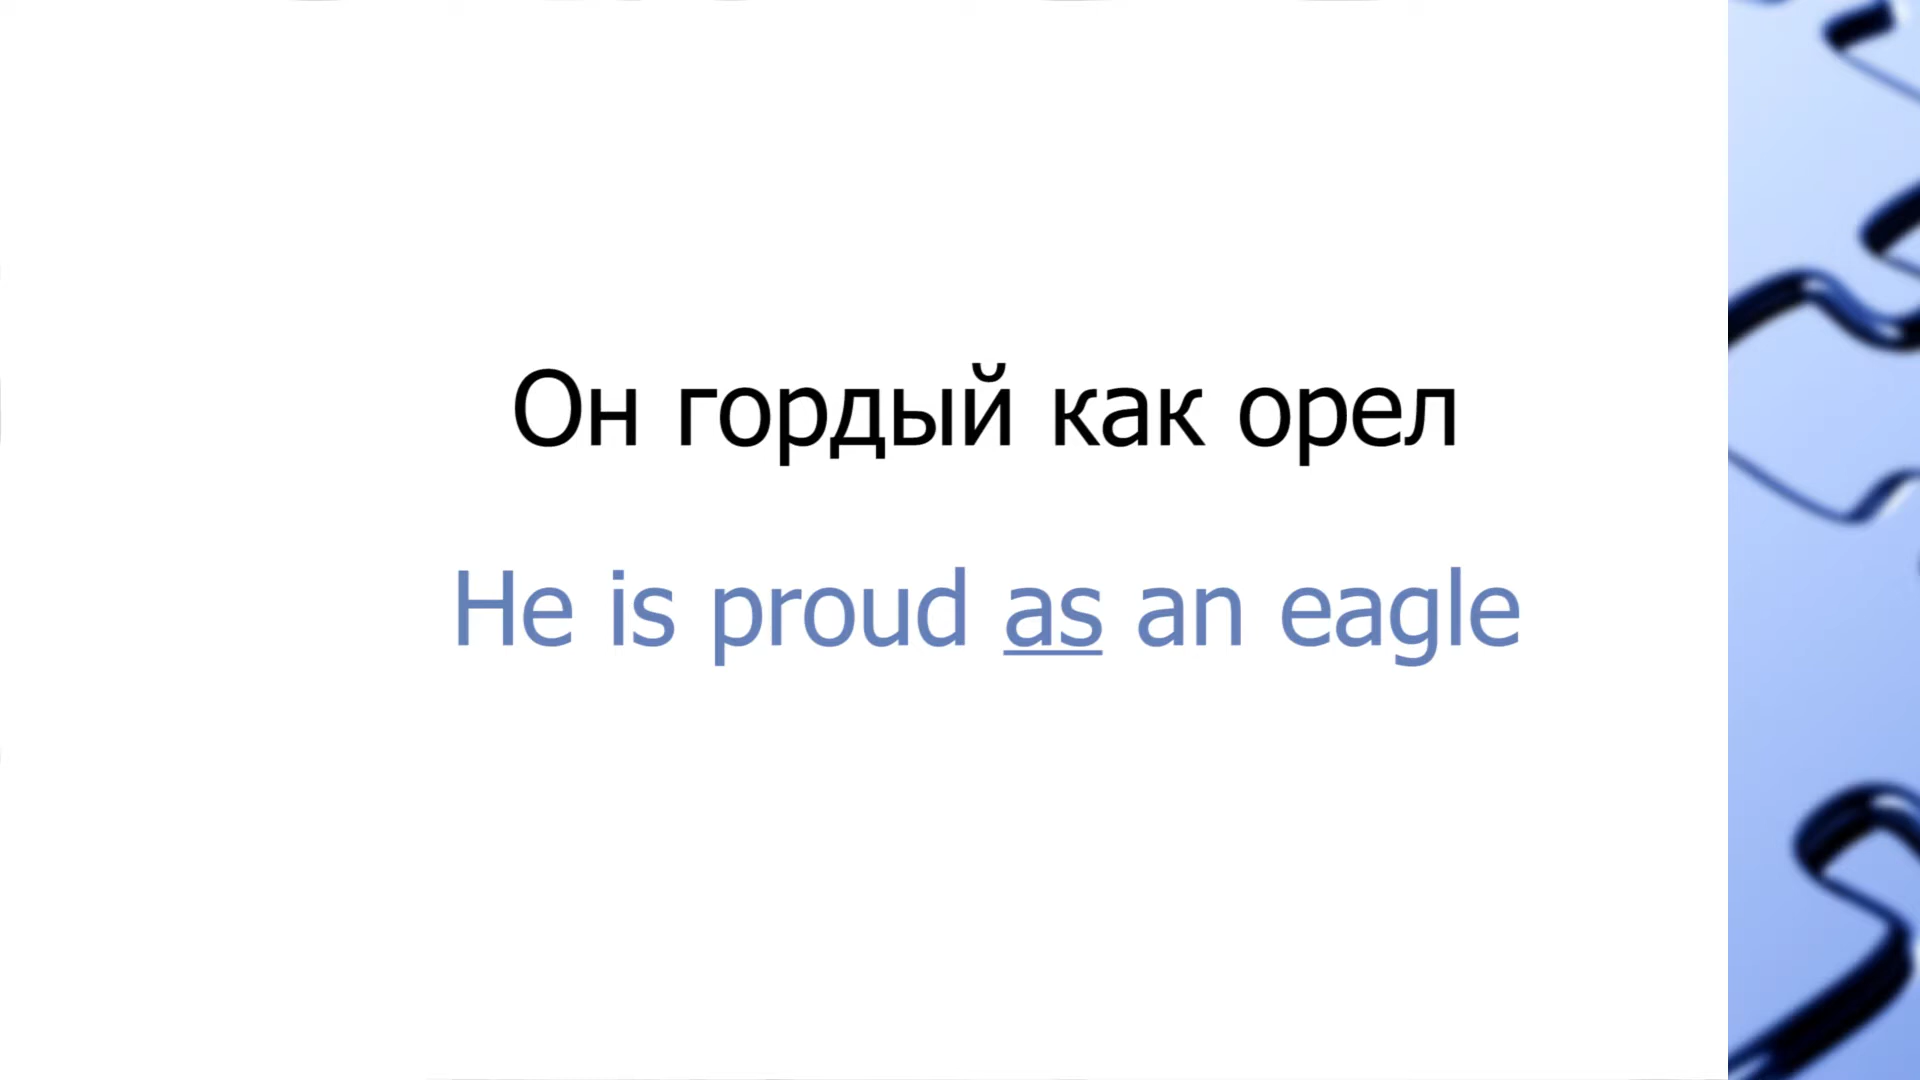 Он гордый как орел
He is proud as an eagle